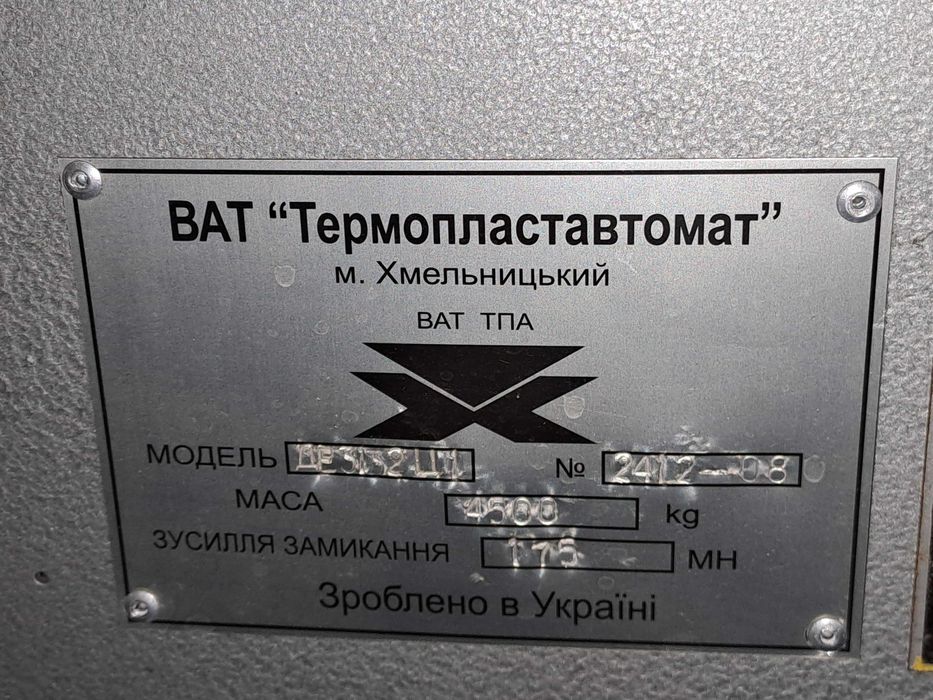 ВАТ “Термопластавтомат”
м. Хмельницький
ВАТ ТПА
МОДЕЛЬ № 2412-08
МАСА 4500 kg
ЗУСИЛЛЯ ЗАМИКАННЯ МН
Зроблено в Україні